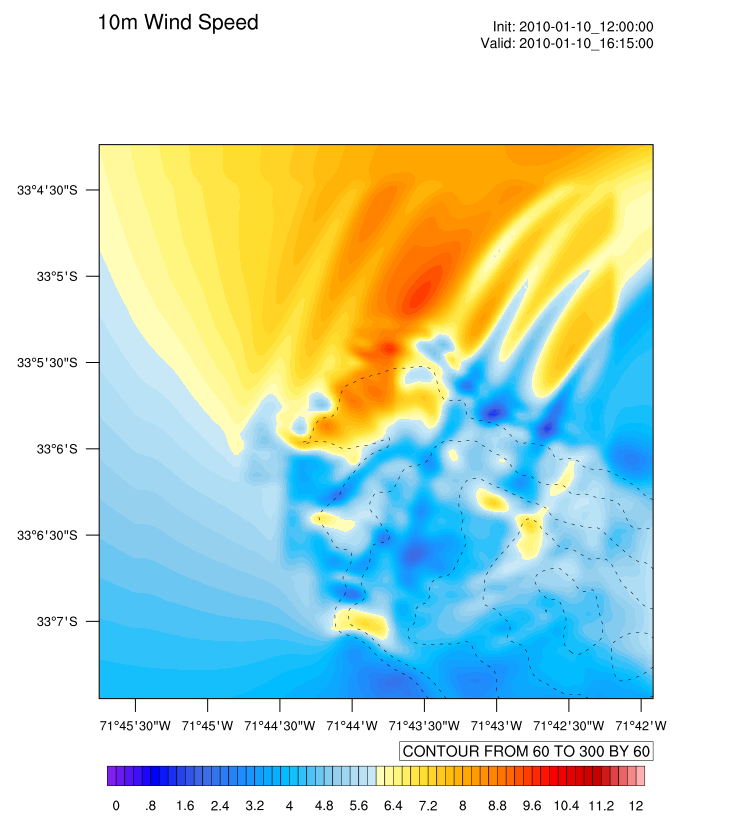 10m Wind Speed
Init: 2010-01-10_12:00:00
Valid: 2010-01-10_16:15:00
33°4'30"S
33°5'S
33°5'30"S
33°6'S
33°6'30"S
33°7'S
71°45'30"W 71°45'W 71°44'30"W 71°44'W 71°43'30"W 71°43'W 71°42'30"W 71°42'W
CONTOUR FROM 60 TO 300 BY 60
0 .8 1.6 2.4 3.2 4 4.8 5.6 6.4 7.2 8 8.8 9.6 10.4 11.2 12